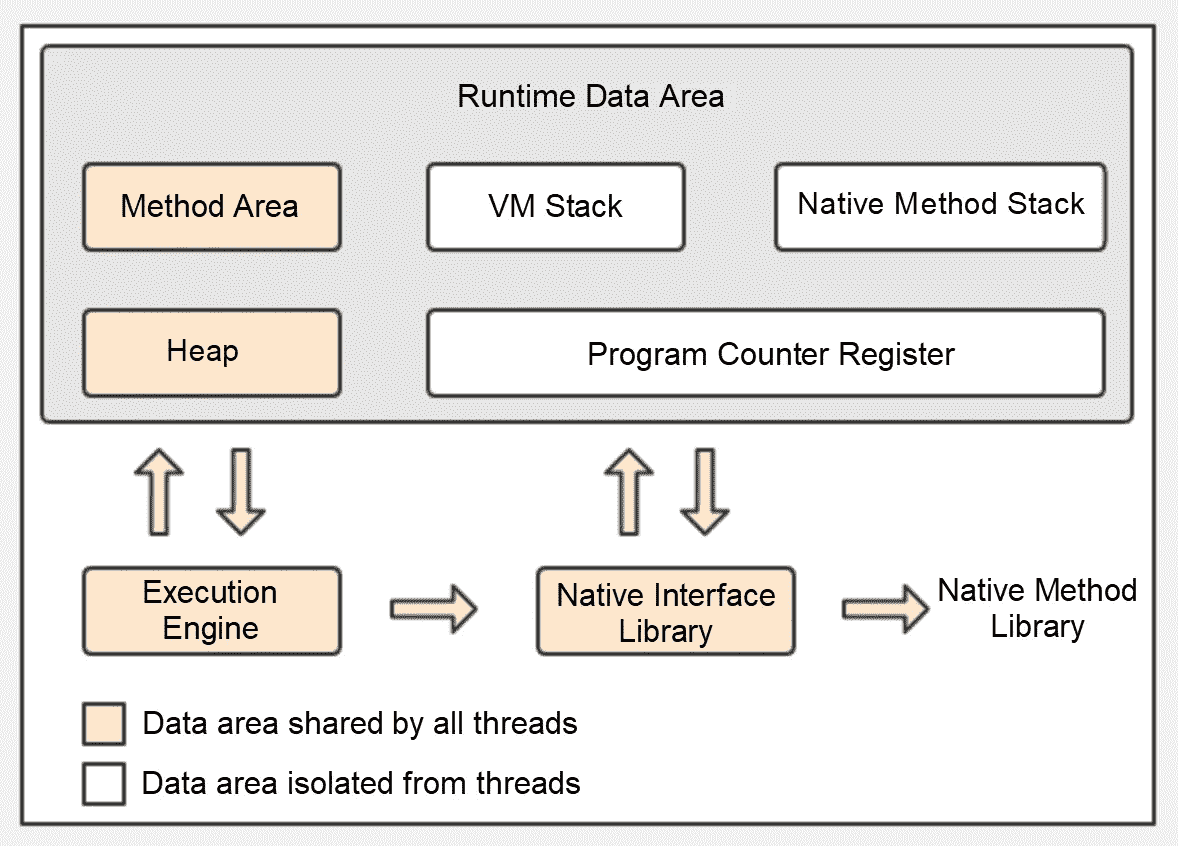 Runtime Data Area
Method Area
VM Stack
Native Method Stack
Heap
Program Counter Register
Execution
Engine
Native Interface
Library
Native Method
Library
Data area shared by all threads
Data area isolated from threads